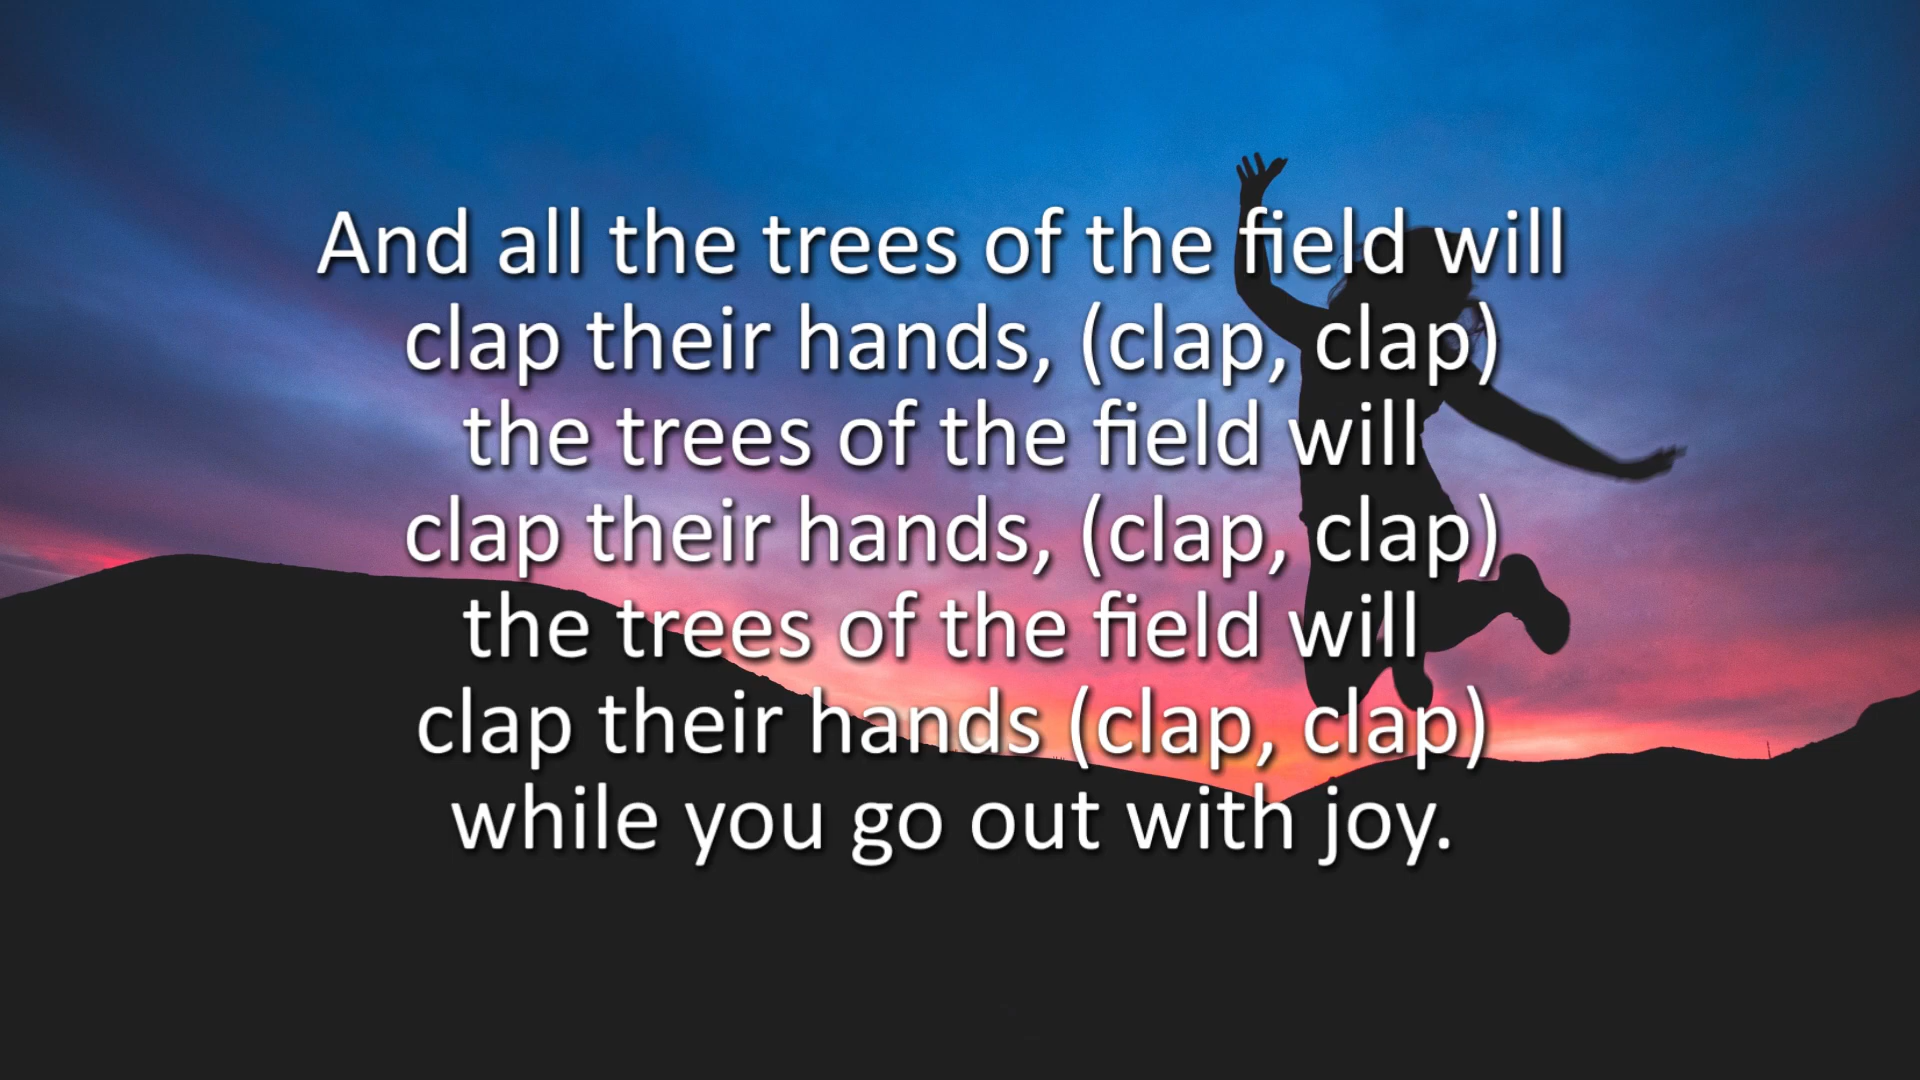 And all the trees of the field will
clap their hands, (clap, clap)
the trees of the field will
clap their hands, (clap, clap)
the trees of the field will
clap their hands (clap, clap)
while you go out with joy.